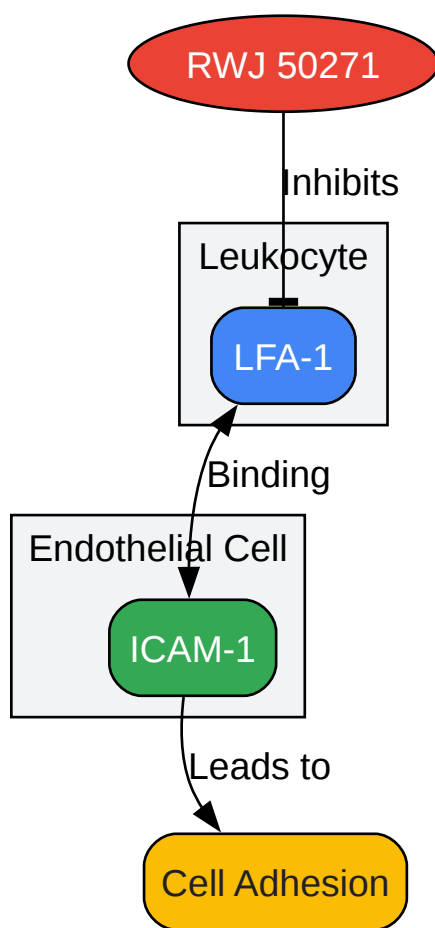 RWJ 50271
Inhibits
Leukocyte
LFA-1
Binding
Endothelial Cell
ICAM-1
Leads to
Cell Adhesion